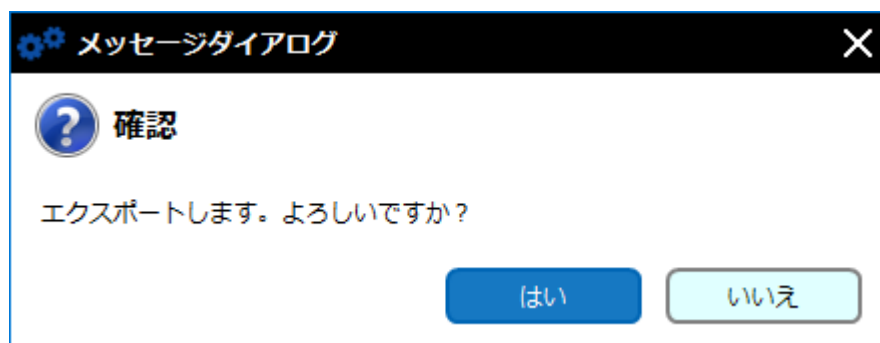 メッセージダイアログ
確認
エクスポートします。よろしいですか？
はい
いいえ